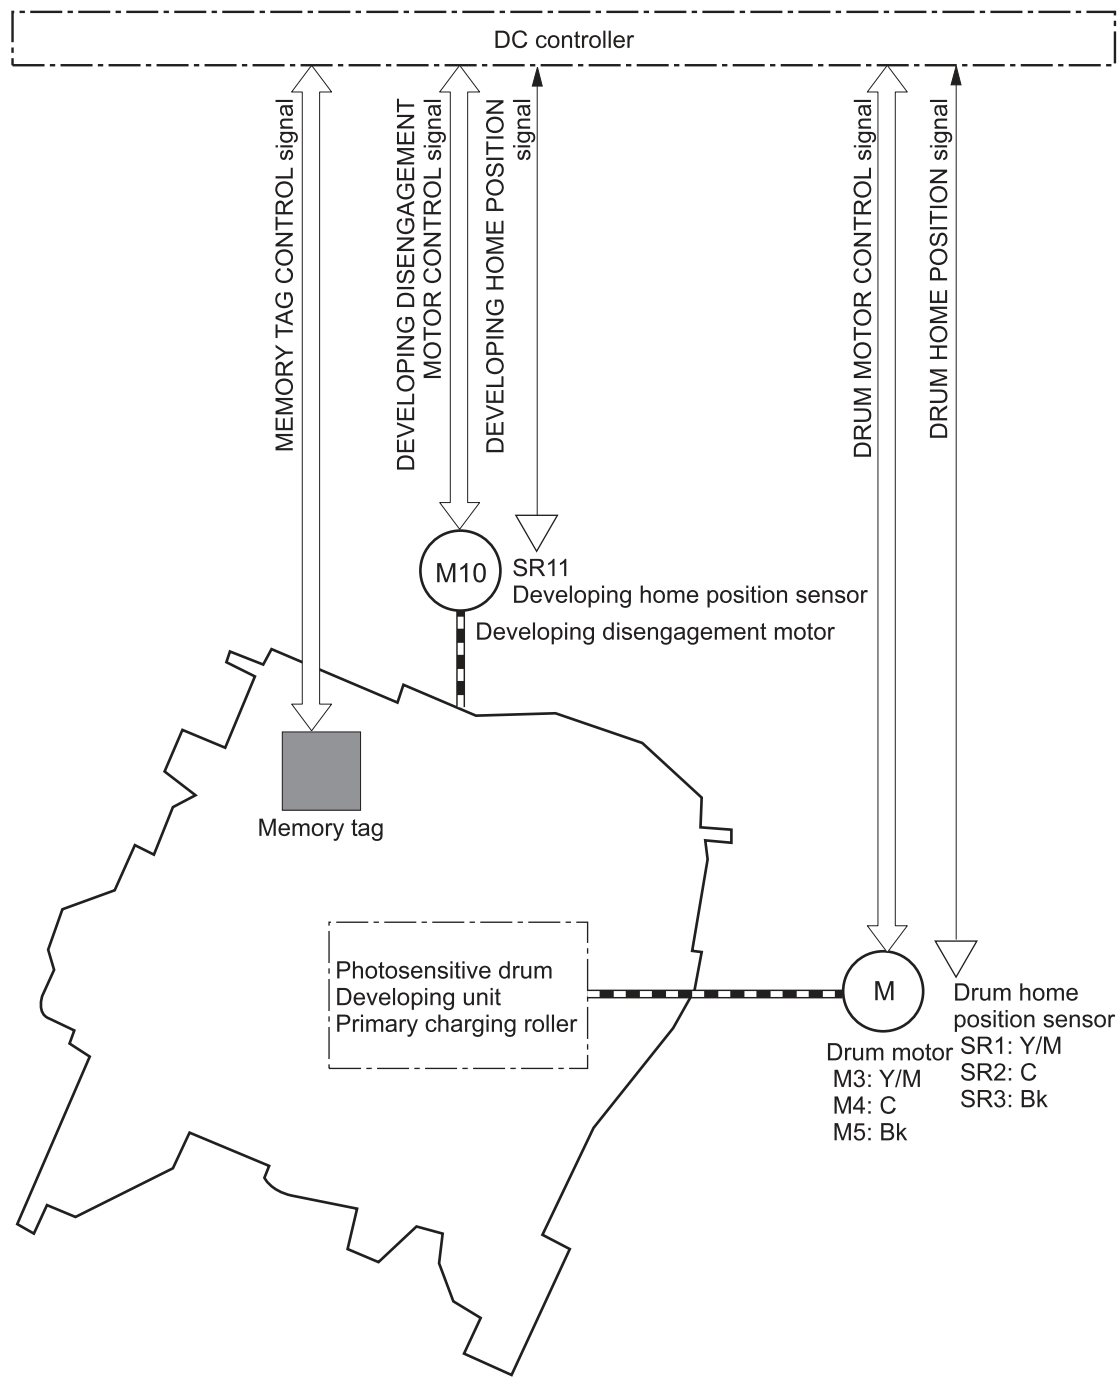 DC controller
MEMORY TAG CONTROL signal
DEVELOPING DISENGAGEMENT
MOTOR CONTROL signal
DEVELOPING HOME POSITION
signal
DRUM MOTOR CONTROL signal
DRUM HOME POSITION signal
M10
SR11
Developing home position sensor
Developing disengagement motor
Memory tag
Photosensitive drum
Developing unit
Primary charging roller
M
Drum motor
M3: Y/M
M4: C
M5: Bk
Drum home
position sensor
SR1: Y/M
SR2: C
SR3: Bk